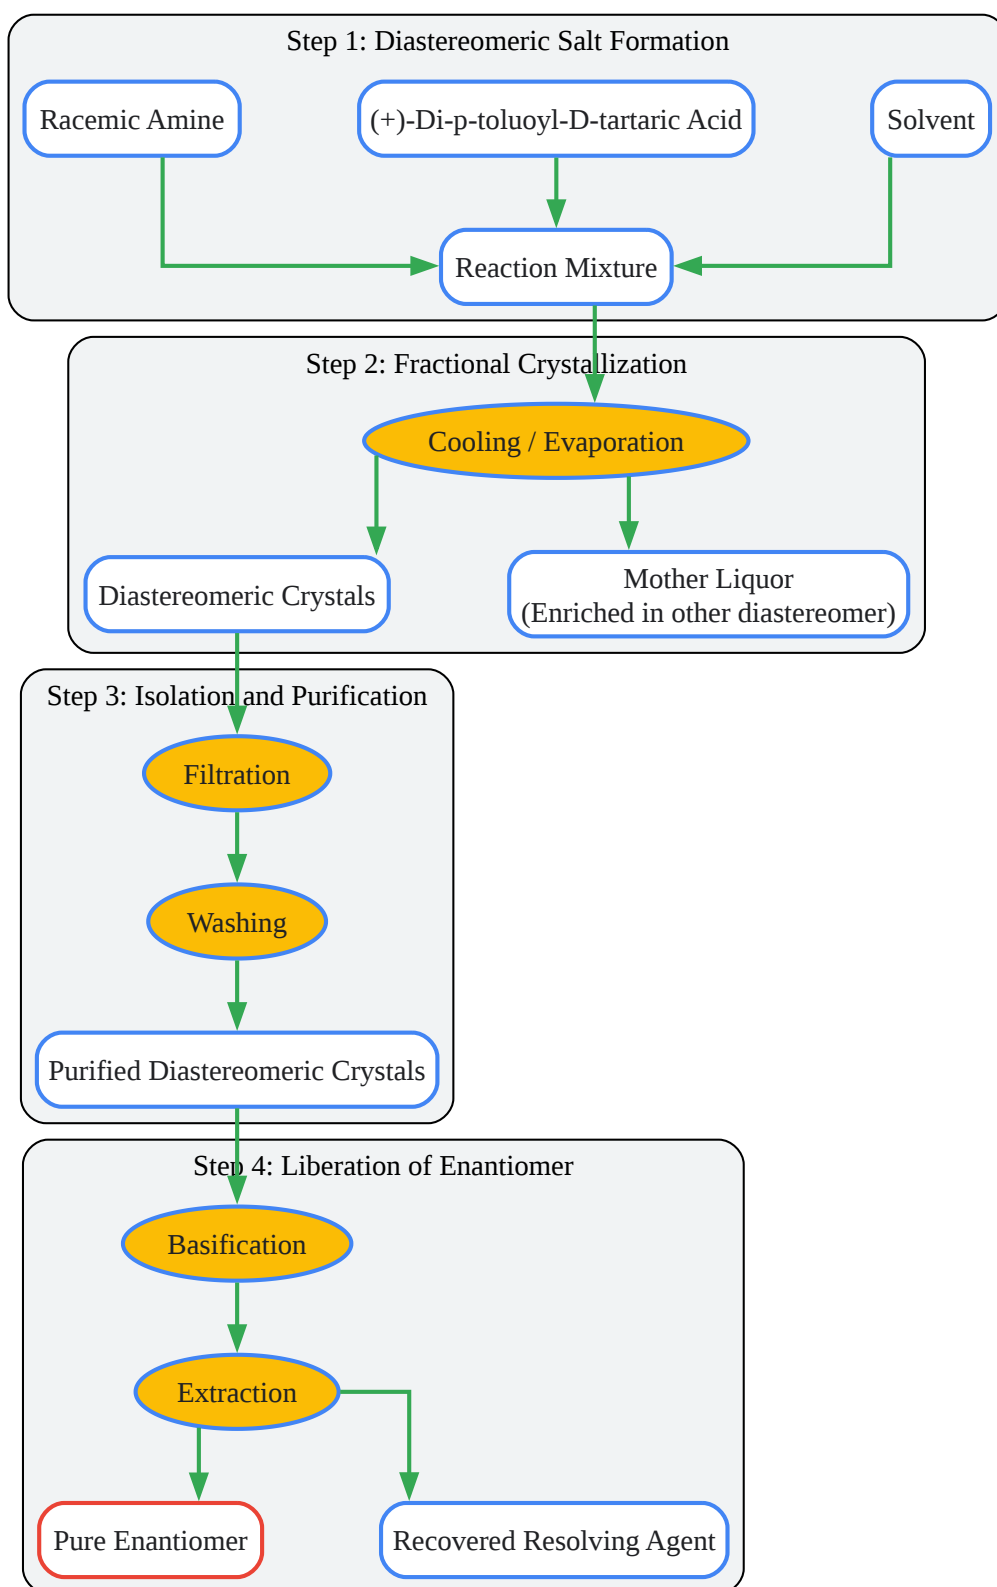 Step 1: Diastereomeric Salt Formation
Racemic Amine
(+)-Di-p-toluoyl-D-tartaric Acid
Solvent
Reaction Mixture
Step 2: Fractional Crystallization
Cooling / Evaporation
Diastereomeric Crystals
Mother Liquor
(Enriched in other diastereomer)
Step 3: Isolation and Purification
Filtration
Washing
Purified Diastereomeric Crystals
Step 4: Liberation of Enantiomer
Basification
Extraction
Pure Enantiomer
Recovered Resolving Agent